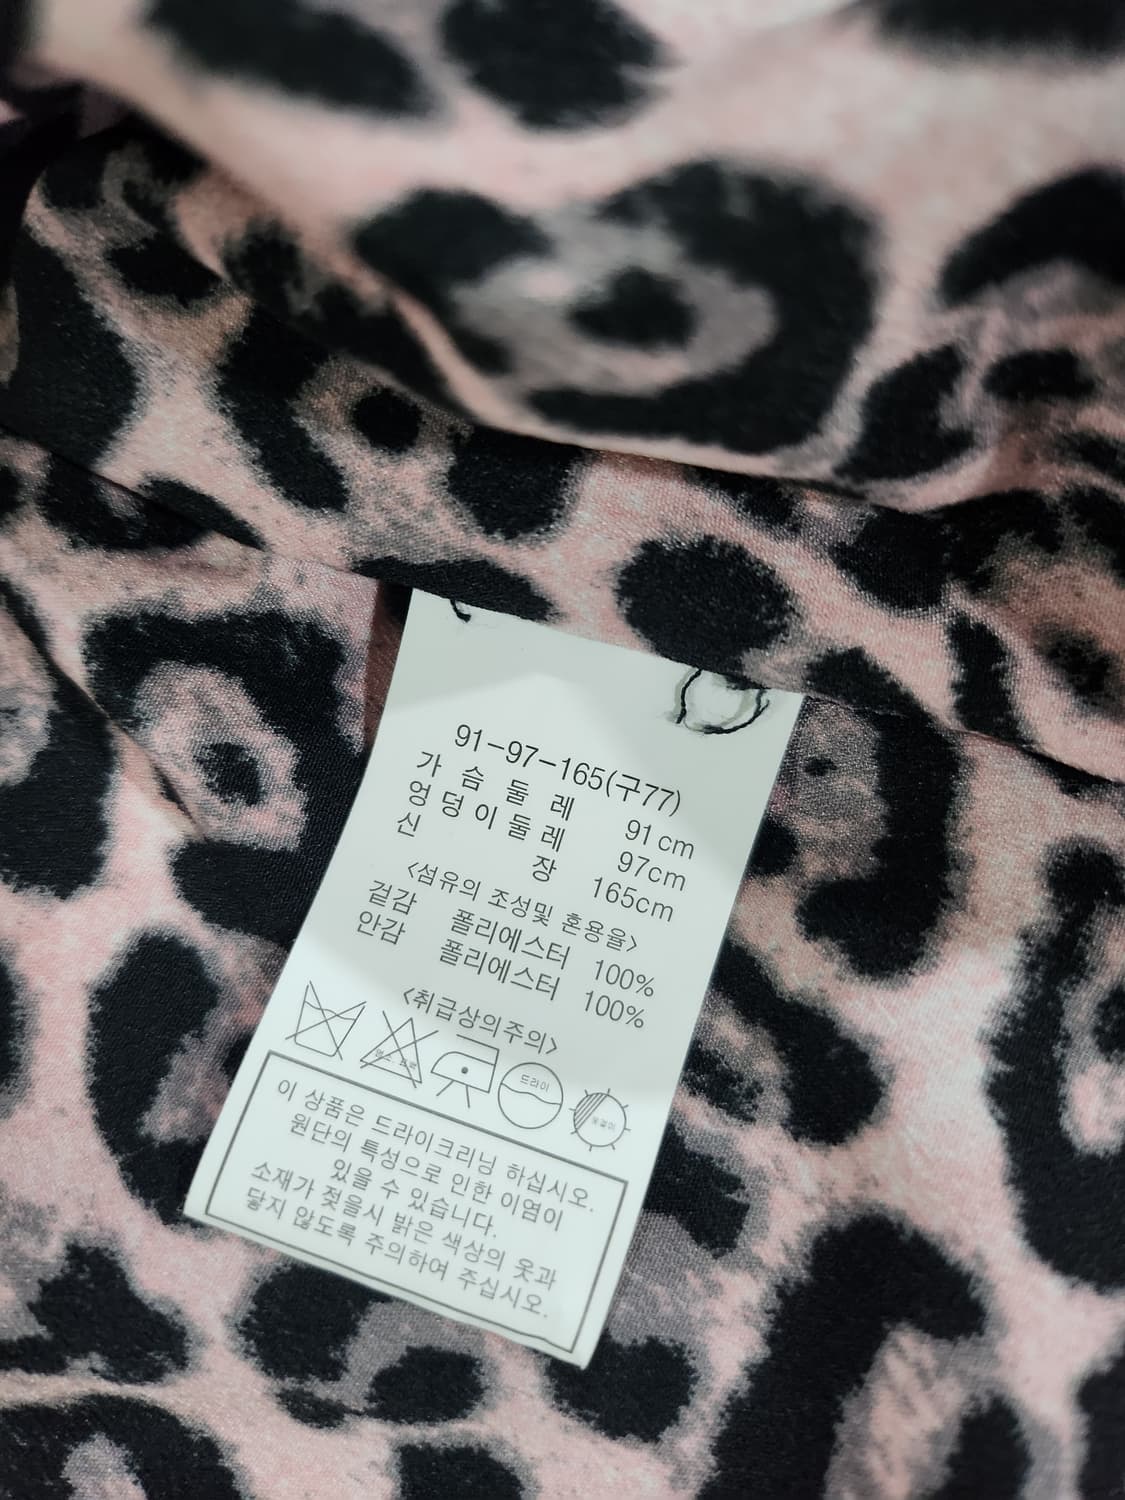 91-97-165(구77)
가 슴 둘 레 91cm
엉 덩 이 둘 레 97cm
신 장 165cm
<섬유의 조성및 혼용율>
겉감 폴리에스터 100%
안감 폴리에스터 100%
<취급상의주의>
드라이
옷걸이
이 상품은 드라이크리닝 하십시오.
원단의 특성으로 인한 이염이
있을 수 있습니다.
소재가 젖을시 밝은 색상의 옷과
닿지 않도록 주의하여 주십시오.